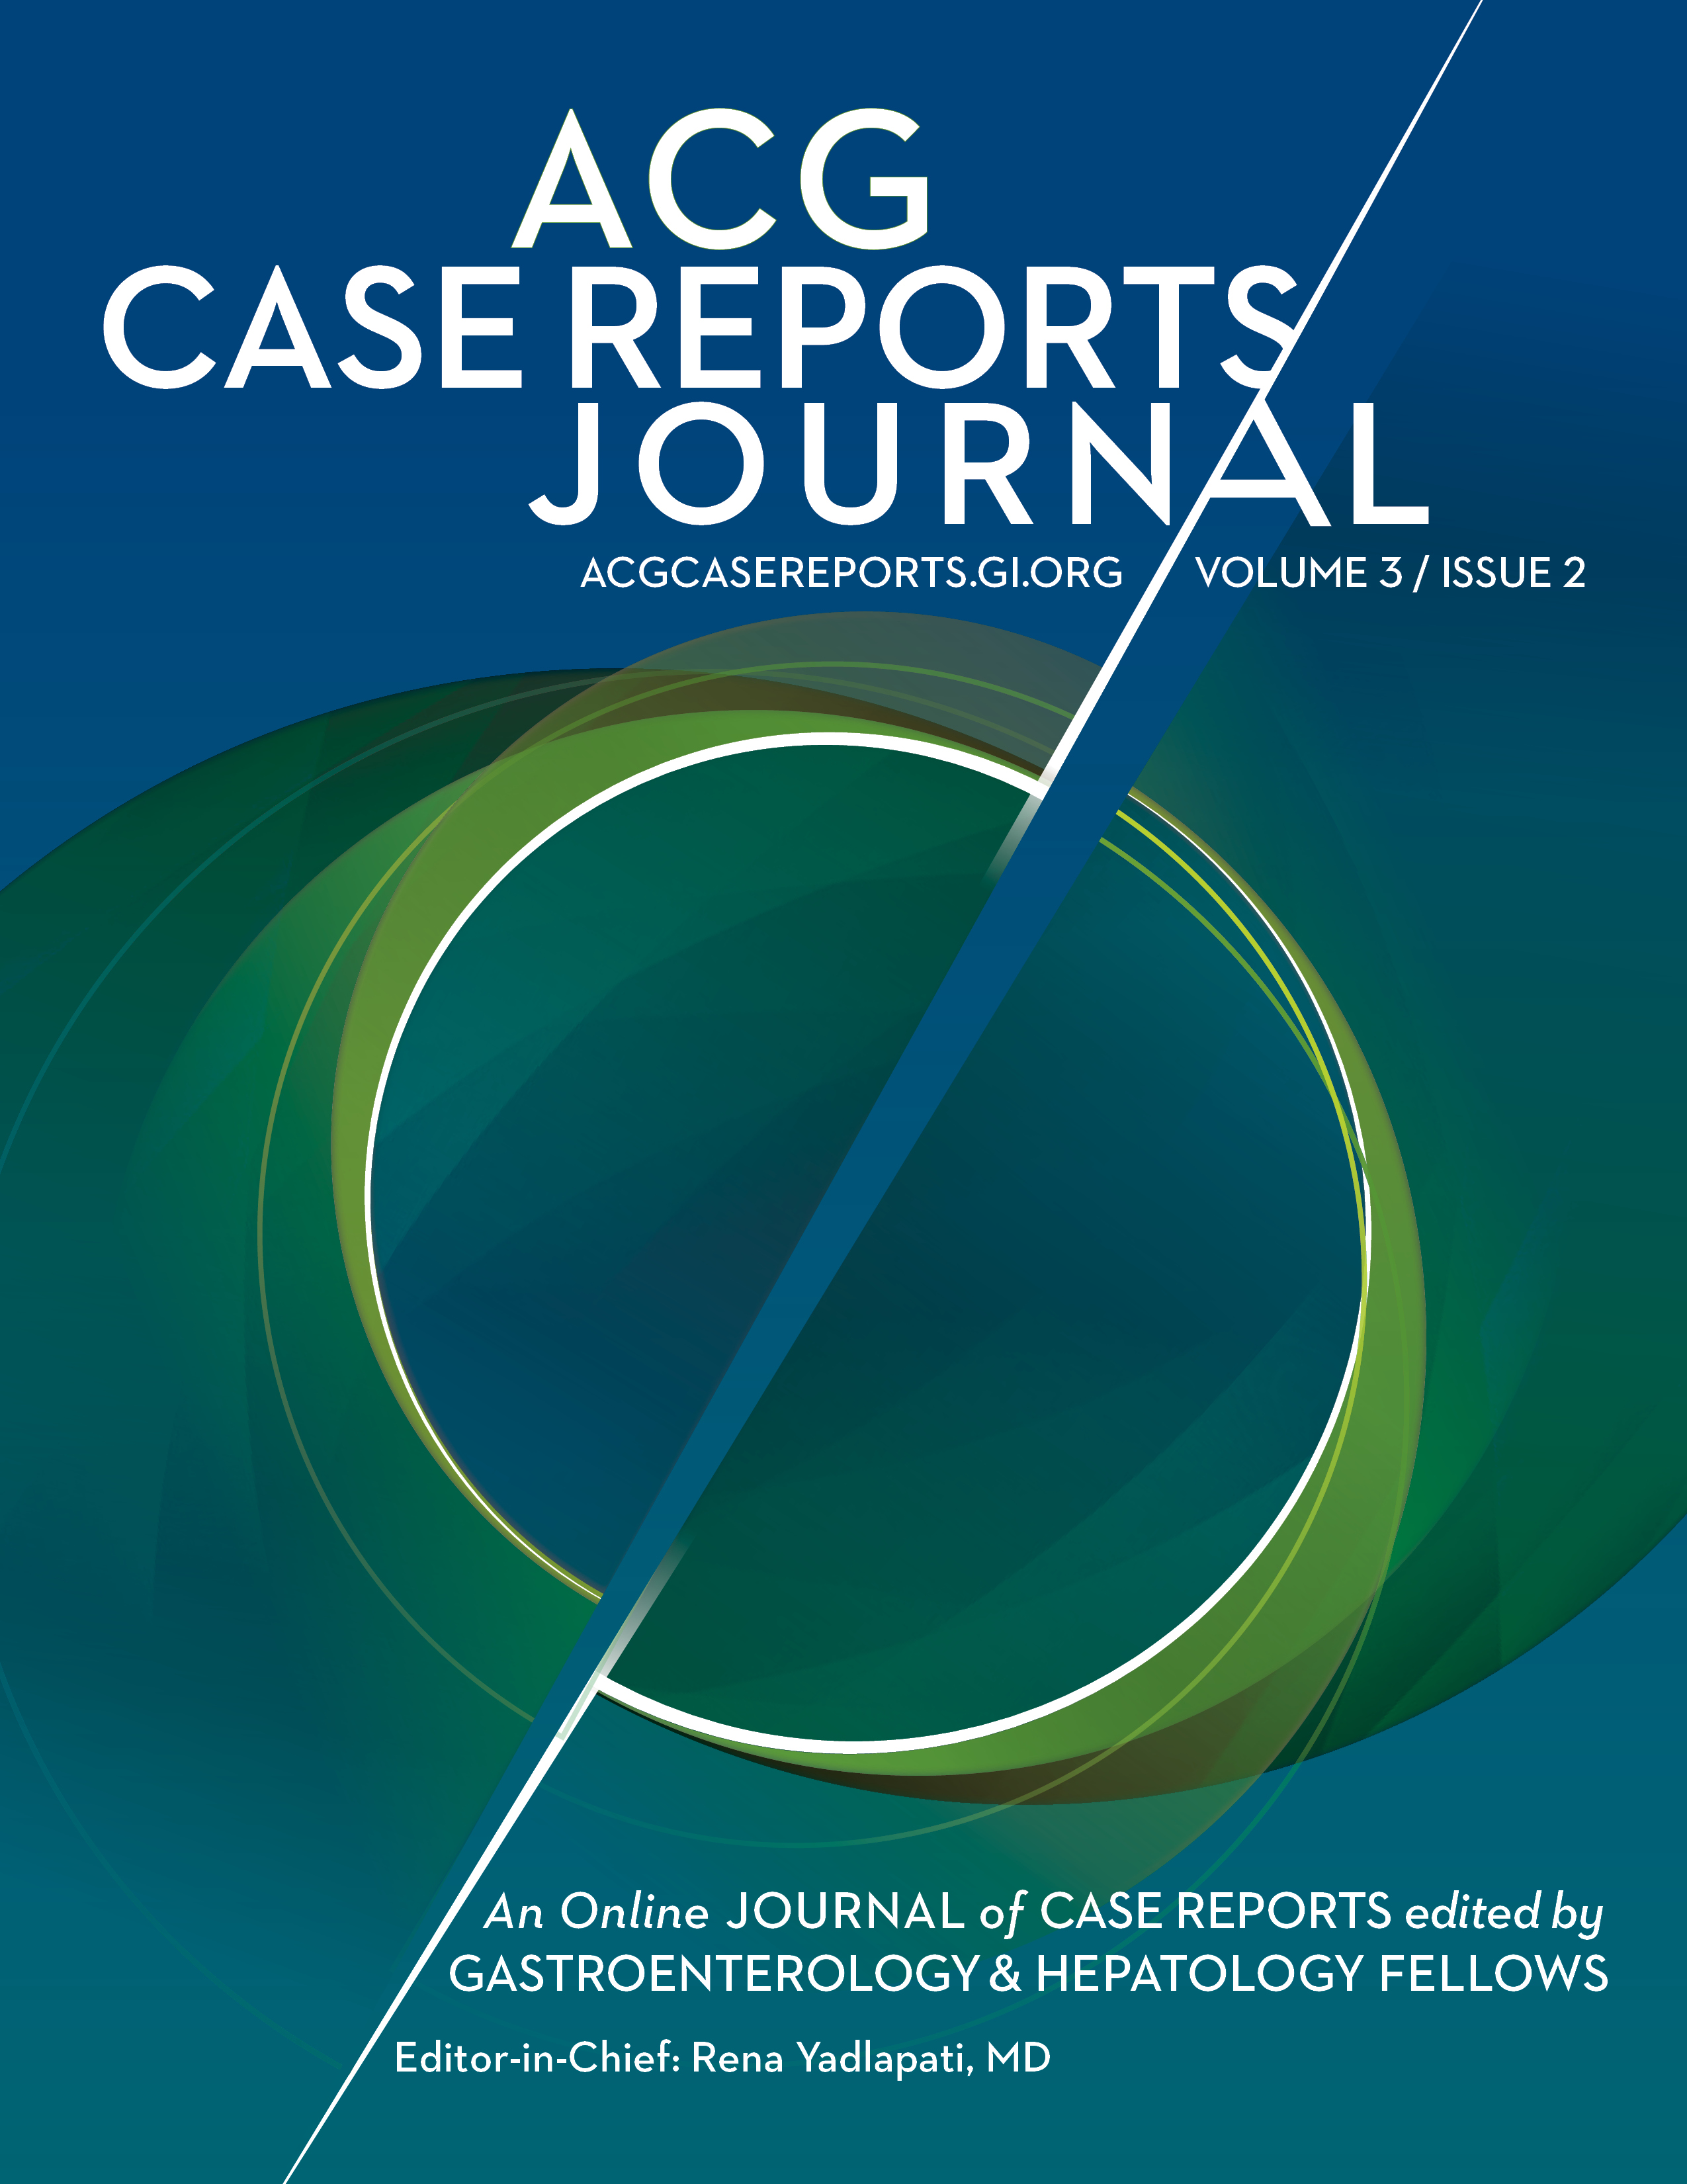 ACG
CASE REPORTS
JOURNAL
ACGCASEREPORTS.GI.ORG VOLUME 3 / ISSUE 2
An Online JOURNAL of CASE REPORTS edited by
GASTROENTEROLOGY & HEPATOLOGY FELLOWS
Editor-in-Chief: Rena Yadlapati, MD